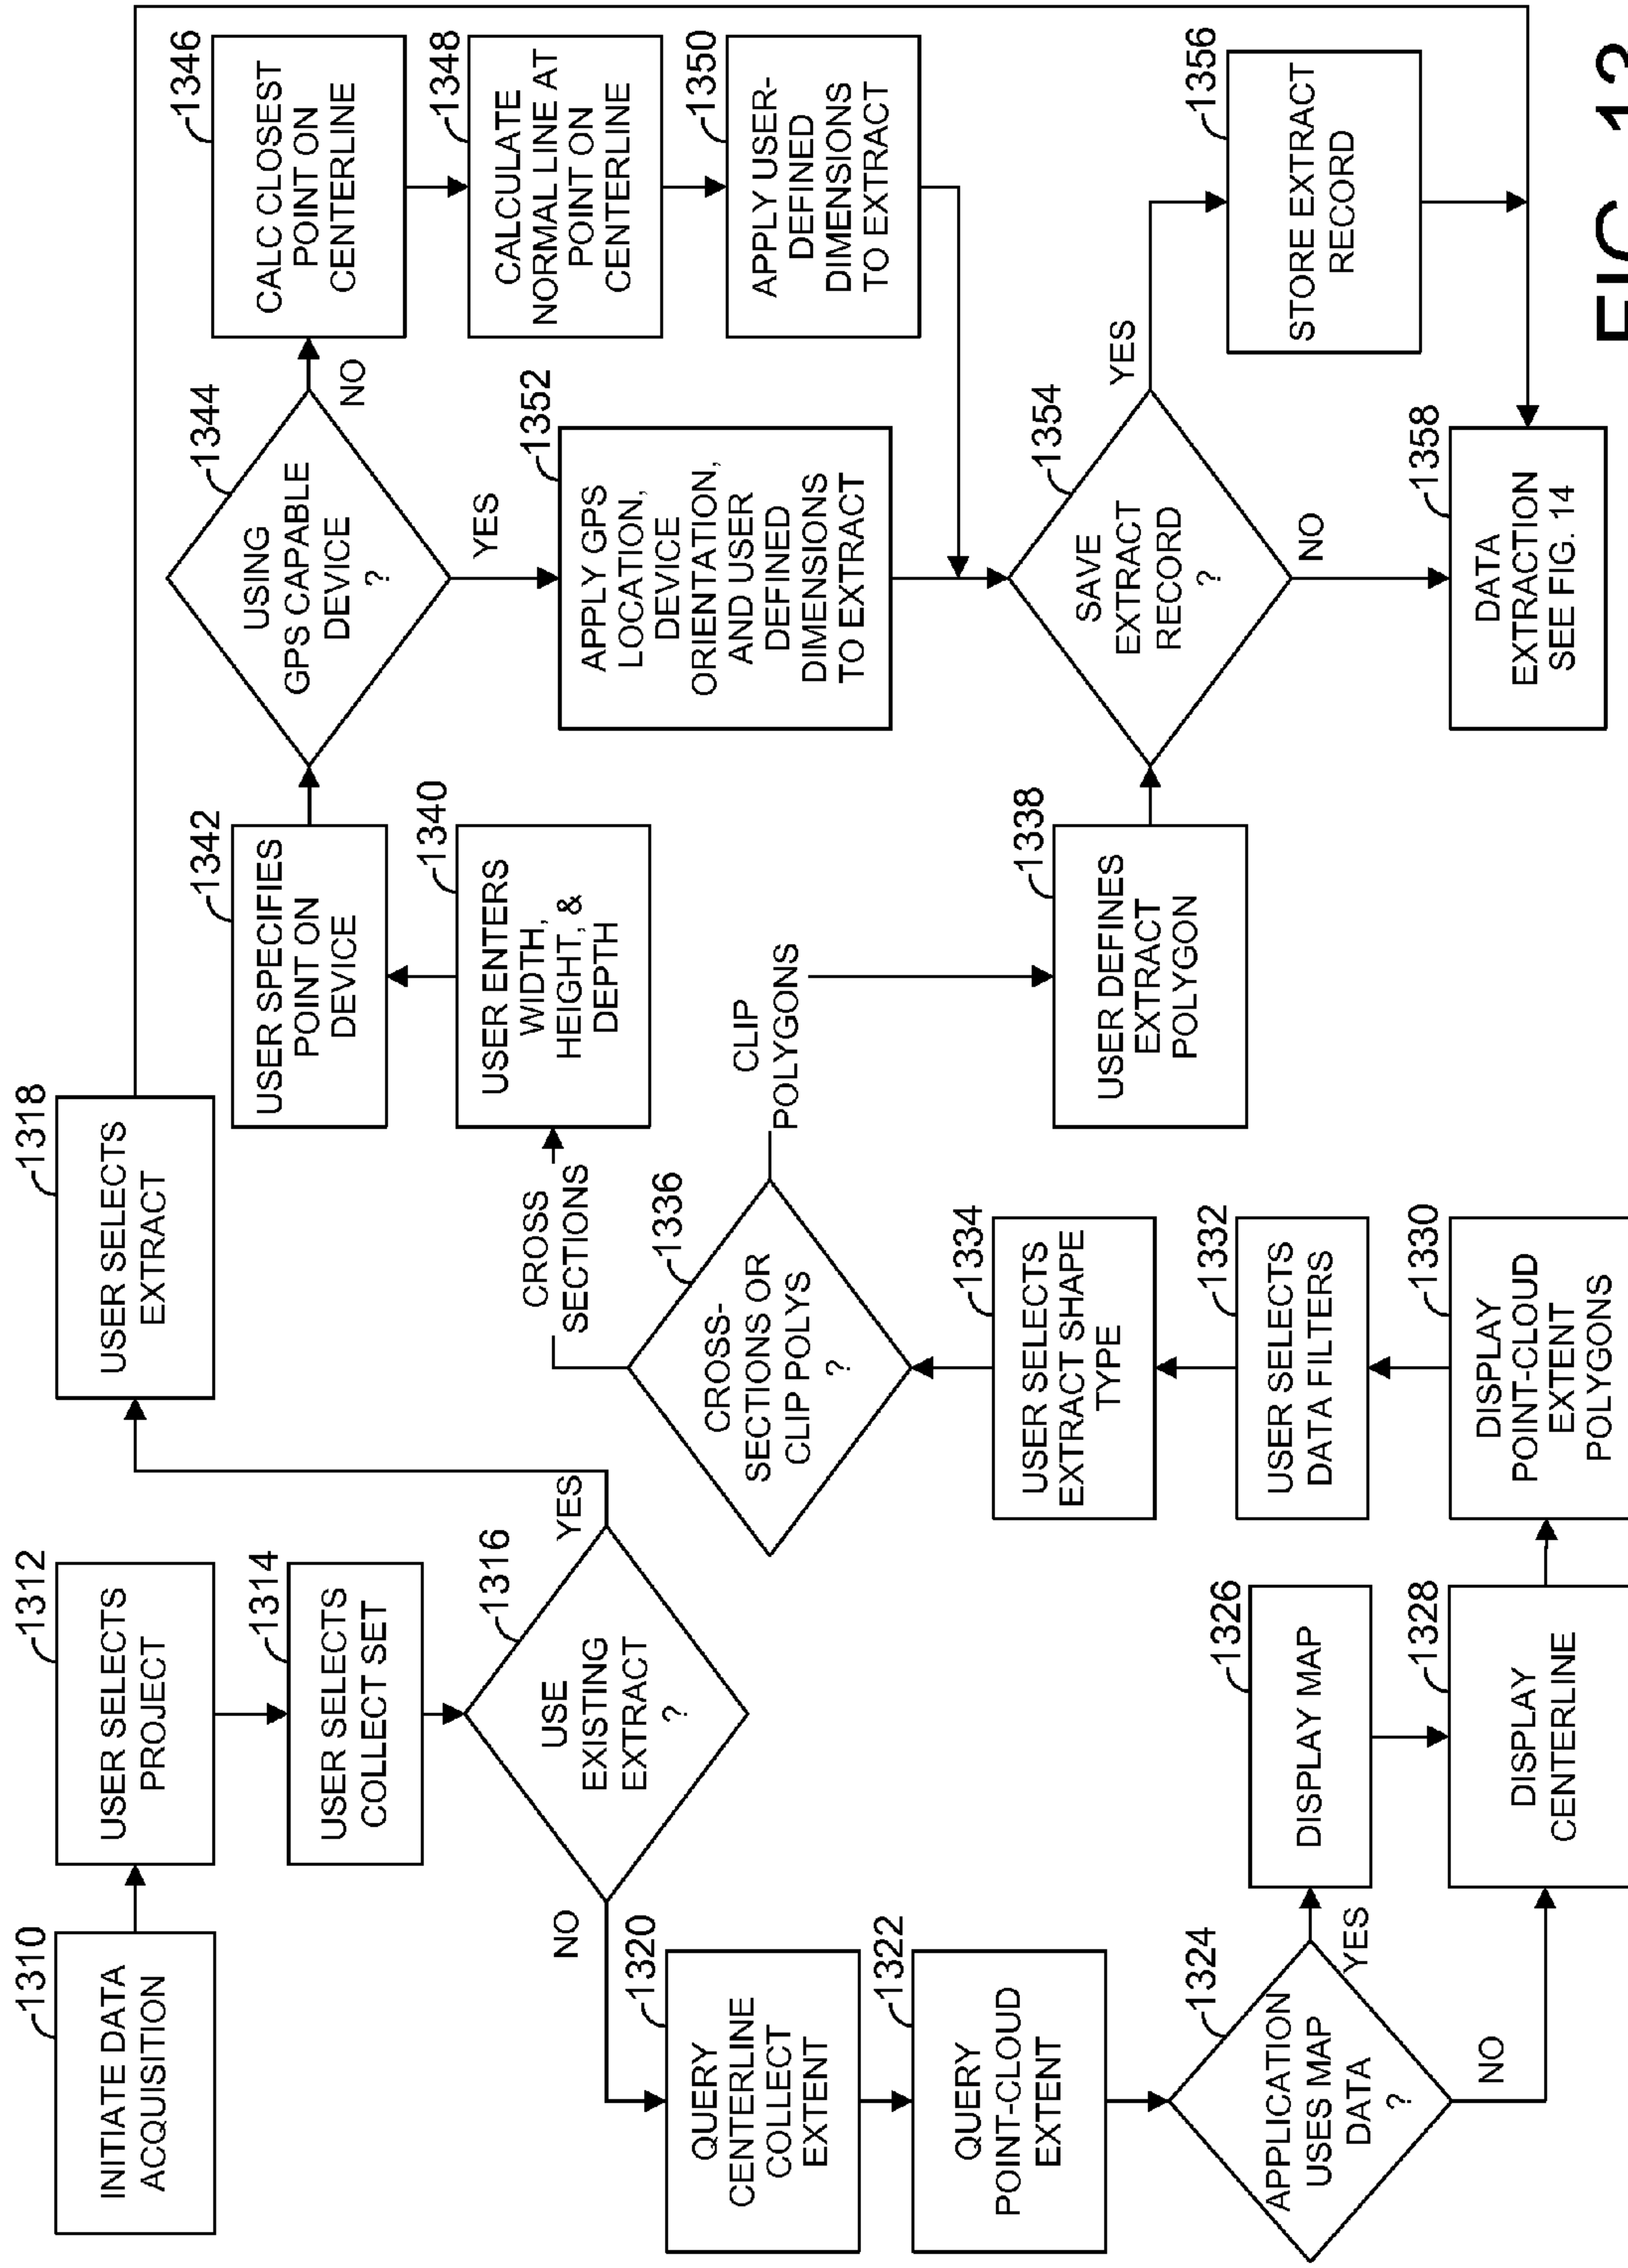 1310
INITIATE DATA
ACQUISITION
1312
USER SELECTS
PROJECT
1314
USER SELECTS
COLLECT SET
1316
USE
EXISTING
EXTRACT
?
YES
NO
1318
USER SELECTS
EXTRACT
1320
QUERY
CENTERLINE
COLLECT
EXTENT
1322
QUERY
POINT-CLOUD
EXTENT
1324
APPLICATION
USES MAP
DATA
?
YES
NO
1326
DISPLAY MAP
1328
DISPLAY
CENTERLINE
1330
DISPLAY
POINT-CLOUD
EXTENT
POLYGONS
1332
USER SELECTS
DATA FILTERS
1334
USER SELECTS
EXTRACT SHAPE
TYPE
1336
CROSS-
SECTIONS OR
CLIP POLYS
?
CROSS
SECTIONS
CLIP
POLYGONS
1338
USER DEFINES
EXTRACT
POLYGON
1340
USER ENTERS
WIDTH,
HEIGHT, &
DEPTH
1342
USER SPECIFIES
POINT ON
DEVICE
1344
USING
GPS CAPABLE
DEVICE
?
NO
YES
1346
CALC CLOSEST
POINT ON
CENTERLINE
1348
CALCULATE
NORMAL LINE AT
POINT ON
CENTERLINE
1350
APPLY USER-
DEFINED
DIMENSIONS
TO EXTRACT
1352
APPLY GPS
LOCATION,
DEVICE
ORIENTATION,
AND USER
DEFINED
DIMENSIONS
TO EXTRACT
1354
SAVE
EXTRACT
RECORD
?
YES
NO
1356
STORE EXTRACT
RECORD
1358
DATA
EXTRACTION
SEE FIG. 14
FIG. 13